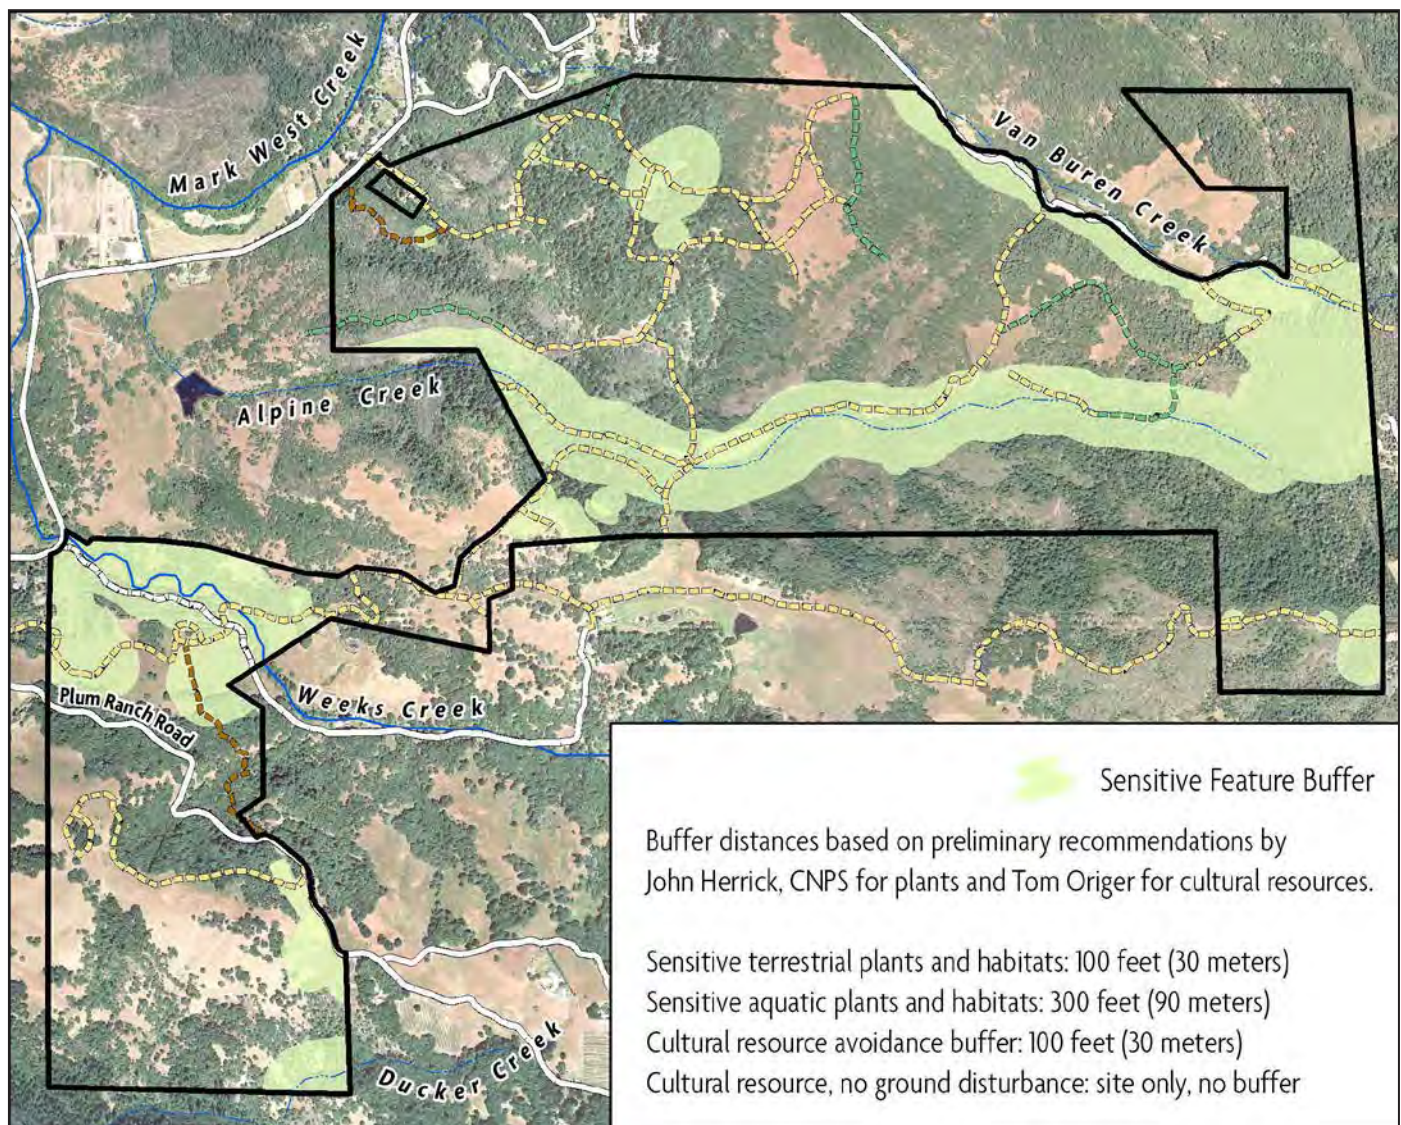 Mark West Creek
Van Buren Creek
Alpine Creek
Plum Ranch Road
Weeks Creek
Ducker Creek
Sensitive Feature Buffer
Buffer distances based on preliminary recommendations by
John Herrick, CNPS for plants and Tom Origer for cultural resources.
Sensitive terrestrial plants and habitats: 100 feet (30 meters)
Sensitive aquatic plants and habitats: 300 feet (90 meters)
Cultural resource avoidance buffer: 100 feet (30 meters)
Cultural resource, no ground disturbance: site only, no buffer